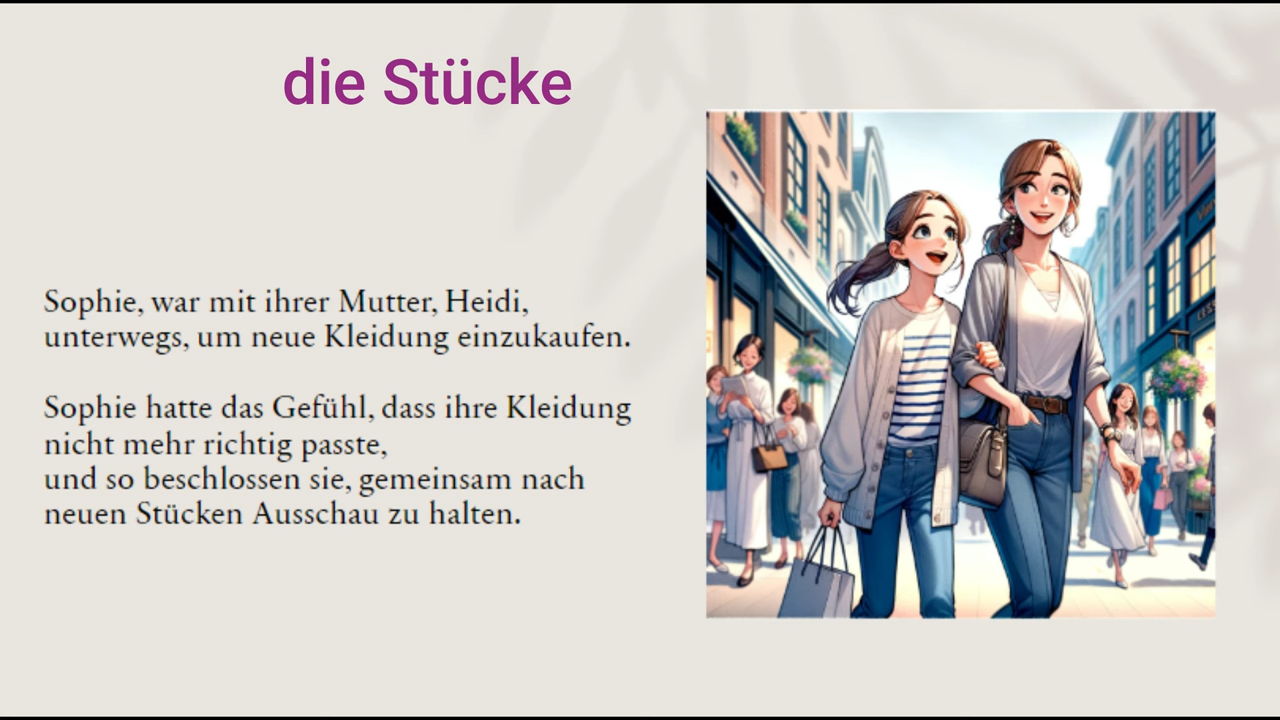 die Stücke
Sophie, war mit ihrer Mutter, Heidi,
unterwegs, um neue Kleidung einzukaufen.
Sophie hatte das Gefühl, dass ihre Kleidung
nicht mehr richtig passte,
und so beschlossen sie, gemeinsam nach
neuen Stücken Ausschau zu halten.